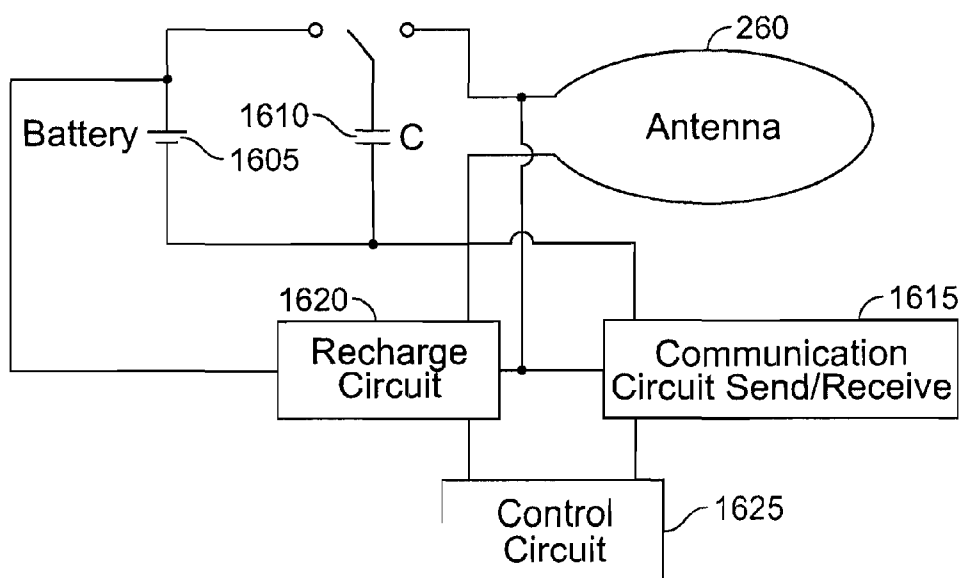 260
Antenna
1610
C
Battery
1605
1620
1615
Recharge
Circuit
Communication
Circuit Send/Receive
Control
Circuit
1625